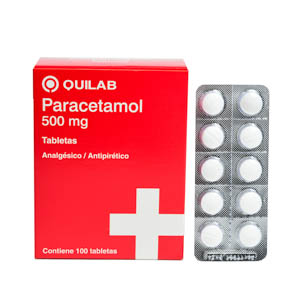 QUILAB
Paracetamol
500 mg
Tabletas
Analgésico / Antipirético
Contiene 100 tabletas